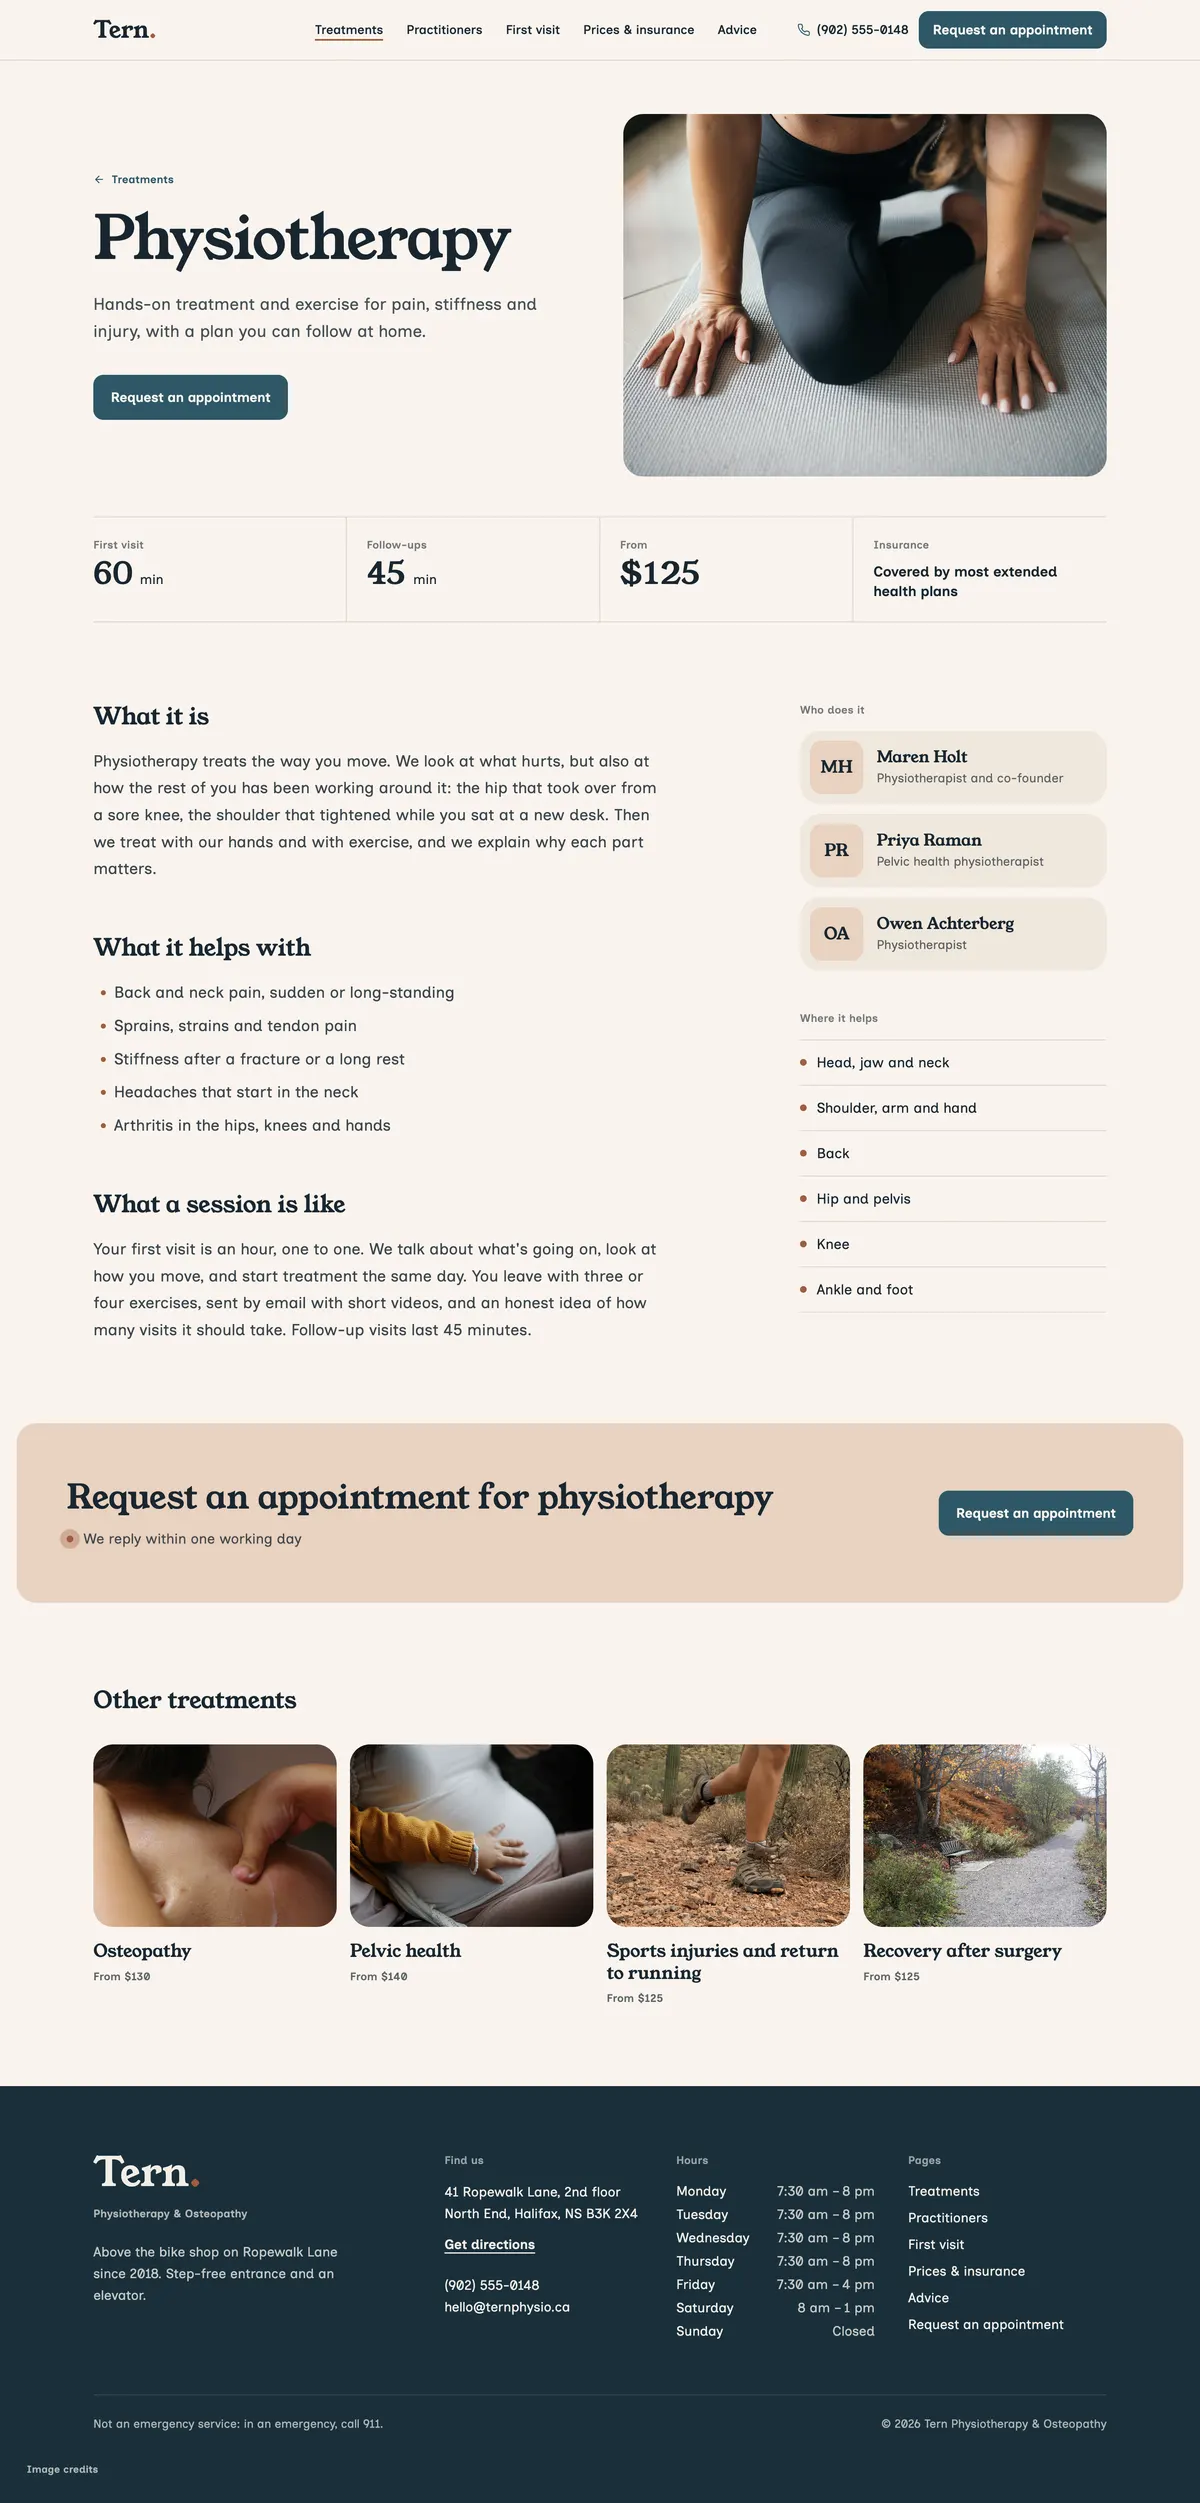 Tern.
Treatments
Practitioners
First visit
Prices & insurance
Advice
(902) 555-0148
Request an appointment
← Treatments
Physiotherapy
Hands-on treatment and exercise for pain, stiffness and
injury, with a plan you can follow at home.
Request an appointment
First visit
60 min
Follow-ups
45 min
From
$125
Insurance
Covered by most extended
health plans
What it is
Physiotherapy treats the way you move. We look at what hurts, but also at
how the rest of you has been working around it: the hip that took over from
a sore knee, the shoulder that tightened while you sat at a new desk. Then
we treat with our hands and with exercise, and we explain why each part
matters.
What it helps with
• Back and neck pain, sudden or long-standing
• Sprains, strains and tendon pain
• Stiffness after a fracture or a long rest
• Headaches that start in the neck
• Arthritis in the hips, knees and hands
What a session is like
Your first visit is an hour, one to one. We talk about what's going on, look at
how you move, and start treatment the same day. You leave with three or
four exercises, sent by email with short videos, and an honest idea of how
many visits it should take. Follow-up visits last 45 minutes.
Who does it
MH
Maren Holt
Physiotherapist and co-founder
PR
Priya Raman
Pelvic health physiotherapist
OA
Owen Achterberg
Physiotherapist
Where it helps
Head, jaw and neck
Shoulder, arm and hand
Back
Hip and pelvis
Knee
Ankle and foot
Request an appointment for physiotherapy
We reply within one working day
Request an appointment
Other treatments
Osteopathy
From $130
Pelvic health
From $140
Sports injuries and return
to running
From $125
Recovery after surgery
From $125
Tern.
Physiotherapy & Osteopathy
Above the bike shop on Ropewalk Lane
since 2018. Step-free entrance and an
elevator.
Find us
41 Ropewalk Lane, 2nd floor
North End, Halifax, NS B3K 2X4
Get directions
(902) 555-0148
hello@ternphysio.ca
Hours
Monday 7:30 am – 8 pm
Tuesday 7:30 am – 8 pm
Wednesday 7:30 am – 8 pm
Thursday 7:30 am – 8 pm
Friday 7:30 am – 4 pm
Saturday 8 am – 1 pm
Sunday Closed
Pages
Treatments
Practitioners
First visit
Prices & insurance
Advice
Request an appointment
Not an emergency service: in an emergency, call 911.
© 2026 Tern Physiotherapy & Osteopathy
Image credits